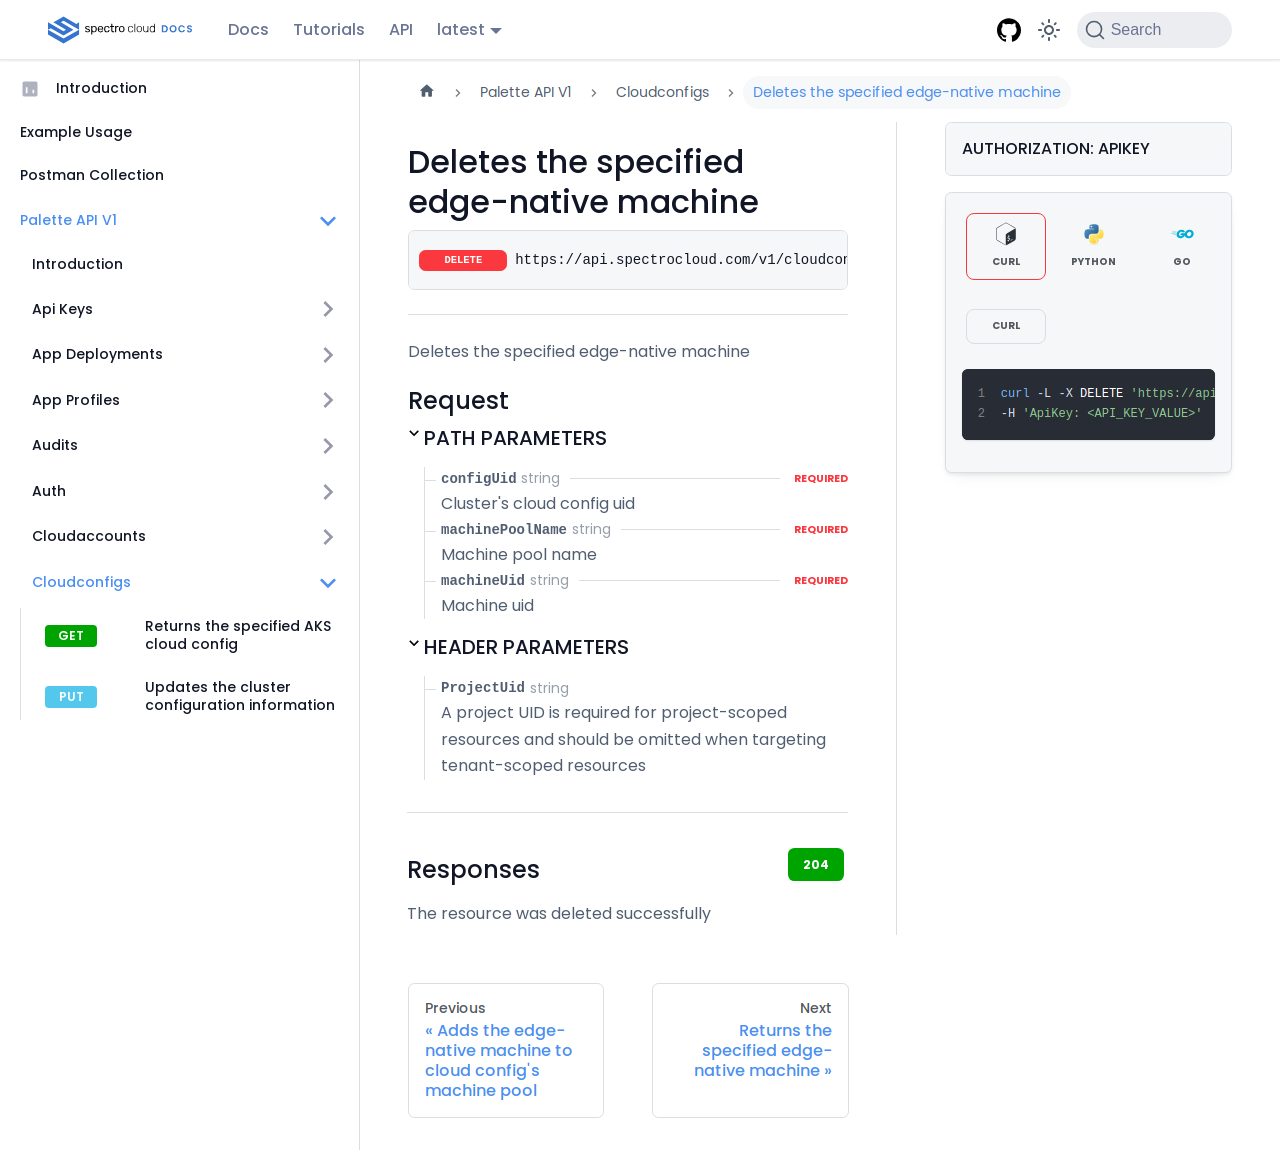 spectro cloud DOCS
Docs
Tutorials
API
latest
Search
Introduction
Example Usage
Postman Collection
Palette API V1
Introduction
Api Keys
App Deployments
App Profiles
Audits
Auth
Cloudaccounts
Cloudconfigs
GET
Returns the specified AKS
cloud config
PUT
Updates the cluster
configuration information
Palette API V1
Cloudconfigs
Deletes the specified edge-native machine
Deletes the specified
edge-native machine
DELETE
https://api.spectrocloud.com/v1/cloudcon
Deletes the specified edge-native machine
Request
PATH PARAMETERS
configUid string REQUIRED
Cluster's cloud config uid
machinePoolName string REQUIRED
Machine pool name
machineUid string REQUIRED
Machine uid
HEADER PARAMETERS
ProjectUid string
A project UID is required for project-scoped
resources and should be omitted when targeting
tenant-scoped resources
Responses
204
The resource was deleted successfully
Previous
« Adds the edge-
native machine to
cloud config's
machine pool
Next
Returns the
specified edge-
native machine »
AUTHORIZATION: APIKEY
CURL
PYTHON
GO
CURL
1 curl -L -X DELETE 'https://api
2 -H 'ApiKey: <API_KEY_VALUE>'